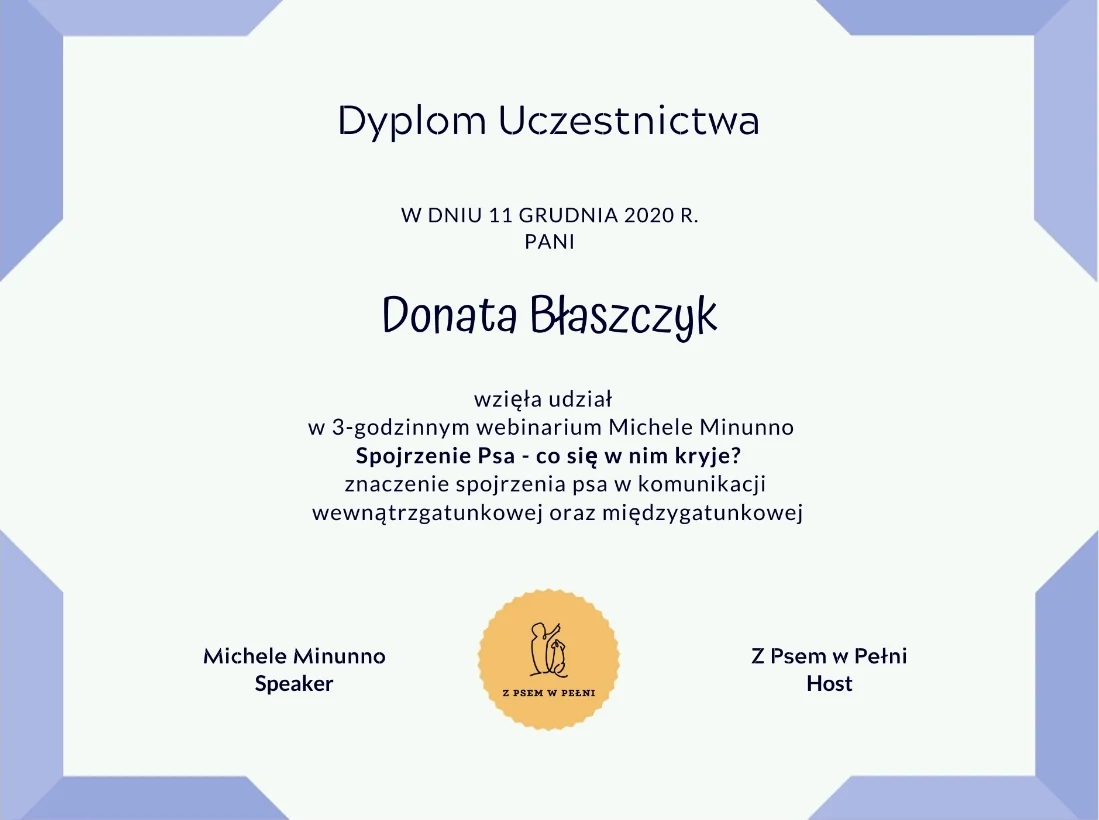 Dyplom Uczestnictwa
W DNIU 11 GRUDNIA 2020 R.
PANI
Donata Błaszczyk
wzięła udział
w 3-godzinnym webinarium Michele Minunno
Spojrzenie Psa - co się w nim kryje?
znaczenie spojrzenia psa w komunikacji
wewnątrzgatunkowej oraz międzygatunkowej
Michele Minunno
Speaker
Z PSEM W PEŁNI
Z Psem w Pełni
Host